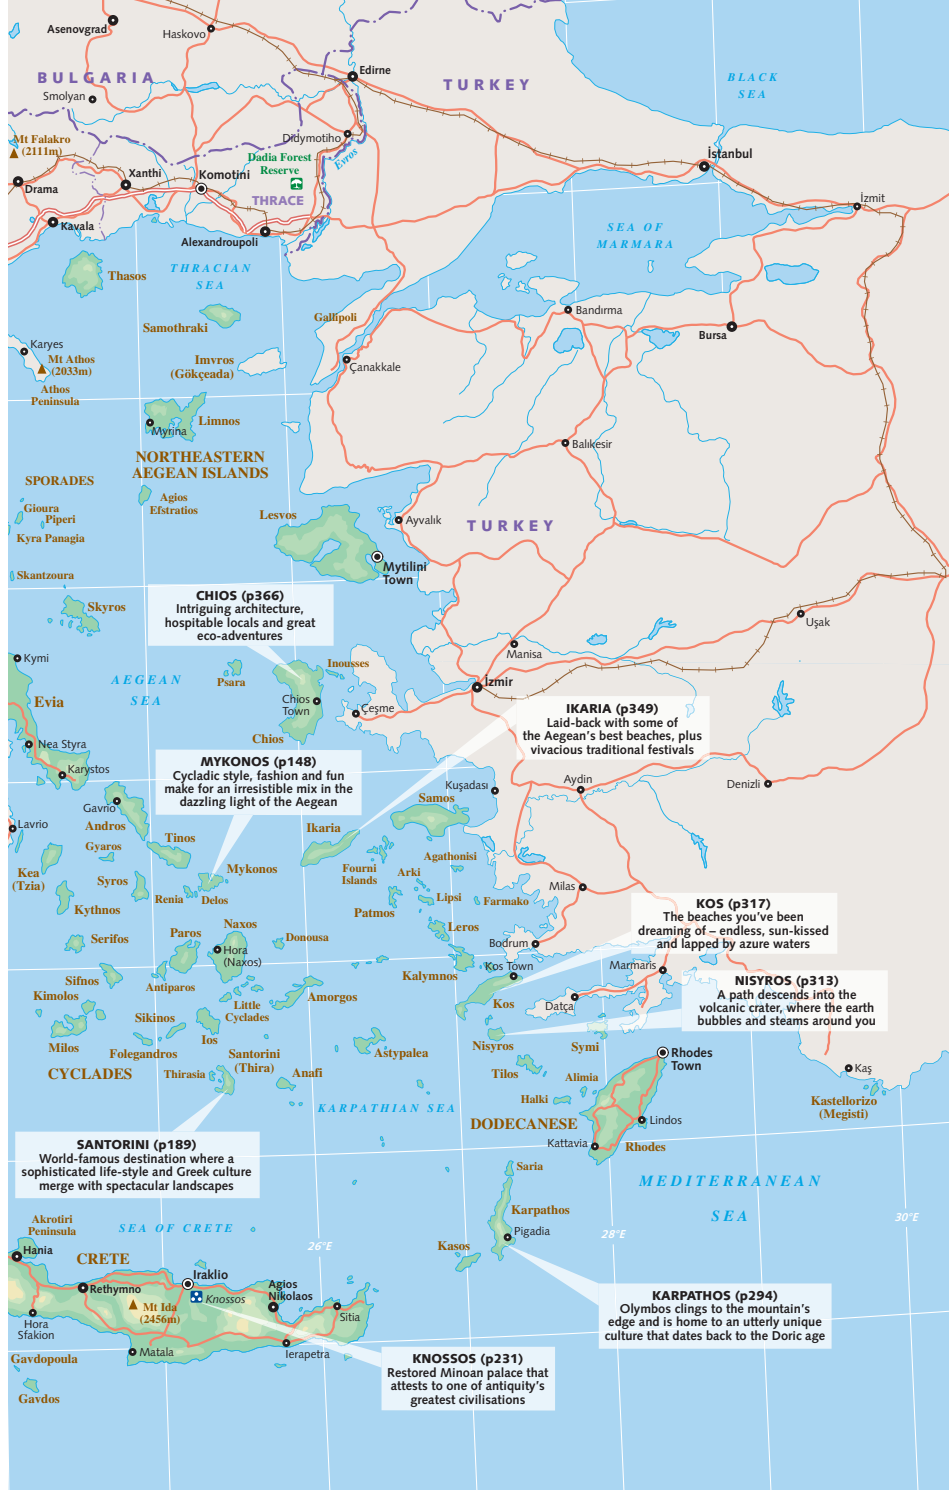 Asenovgrad
Haskovo
BULGARIA
Edirne
TURKEY
BLACK
SEA
Smolyan
Mt Falakro
(2111m)
Didymotiho
Evros
Dadia Forest
Reserve
İstanbul
Xanthi
Komotini
Drama
THRACE
İzmit
Kavala
Alexandroupoli
SEA OF
MARMARA
THRACIAN
SEA
Thasos
Samothraki
Gallipoli
Bandırma
Bursa
Karyes
Mt Athos
(2033m)
Imvros
(Gökçeada)
Çanakkale
Athos
Peninsula
Limnos
Myrina
Balıkesir
NORTHEASTERN
AEGEAN ISLANDS
SPORADES
Agios
Efstratios
Gioura
Piperi
Lesvos
Ayvalık
TURKEY
Kyra Panagia
Mytilini
Town
Skantzoura
CHIOS (p366)
Intriguing architecture,
hospitable locals and great
eco-adventures
Skyros
Uşak
Manisa
Kymi
AEGEAN
SEA
Psara
Inousses
İzmir
Evia
Chios
Town
Çeşme
IKARIA (p349)
Laid-back with some of
the Aegean's best beaches, plus
vivacious traditional festivals
Chios
Nea Styra
MYKONOS (p148)
Cycladic style, fashion and fun
make for an irresistible mix in the
dazzling light of the Aegean
Karystos
Kuşadası
Aydin
Denizli
Gavrio
Samos
Lavrio
Andros
Tinos
Ikaria
Gyaros
Agathonisi
Kea
(Tzia)
Syros
Mykonos
Fourni
Islands
Arki
Milas
Renia
Delos
Lipsi
Farmako
Kythnos
Patmos
KOS (p317)
The beaches you've been
dreaming of – endless, sun-kissed
and lapped by azure waters
Naxos
Leros
Serifos
Paros
Donousa
Bodrum
Hora
(Naxos)
Kos Town
Marmaris
Sifnos
Antiparos
Kalymnos
NISYROS (p313)
A path descends into the
volcanic crater, where the earth
bubbles and steams around you
Kimolos
Little
Cyclades
Amorgos
Kos
Datça
Sikinos
Milos
Folegandros
Ios
Astypalea
Nisyros
Symi
Santorini
(Thira)
Rhodes
Town
CYCLADES
Thirasia
Anafi
Tilos
Alimia
Kaş
Halki
Kastellorizo
(Megisti)
KARPATHIAN SEA
DODECANESE
Lindos
Kattavia
Rhodes
SANTORINI (p189)
World-famous destination where a
sophisticated life-style and Greek culture
merge with spectacular landscapes
Saria
MEDITERRANEAN
SEA
Karpathos
Akrotiri
Peninsula
SEA OF CRETE
Pigadia
28°E
30°E
26°E
Kasos
Hania
CRETE
Iraklio
Rethymno
Knossos
Agios
Nikolaos
KARPATHOS (p294)
Olymbos clings to the mountain's
edge and is home to an utterly unique
culture that dates back to the Doric age
Mt Ida
(2456m)
Sitia
Hora
Sfakion
Matala
Ierapetra
Gavdopoula
KNOSSOS (p231)
Restored Minoan palace that
attests to one of antiquity's
greatest civilisations
Gavdos